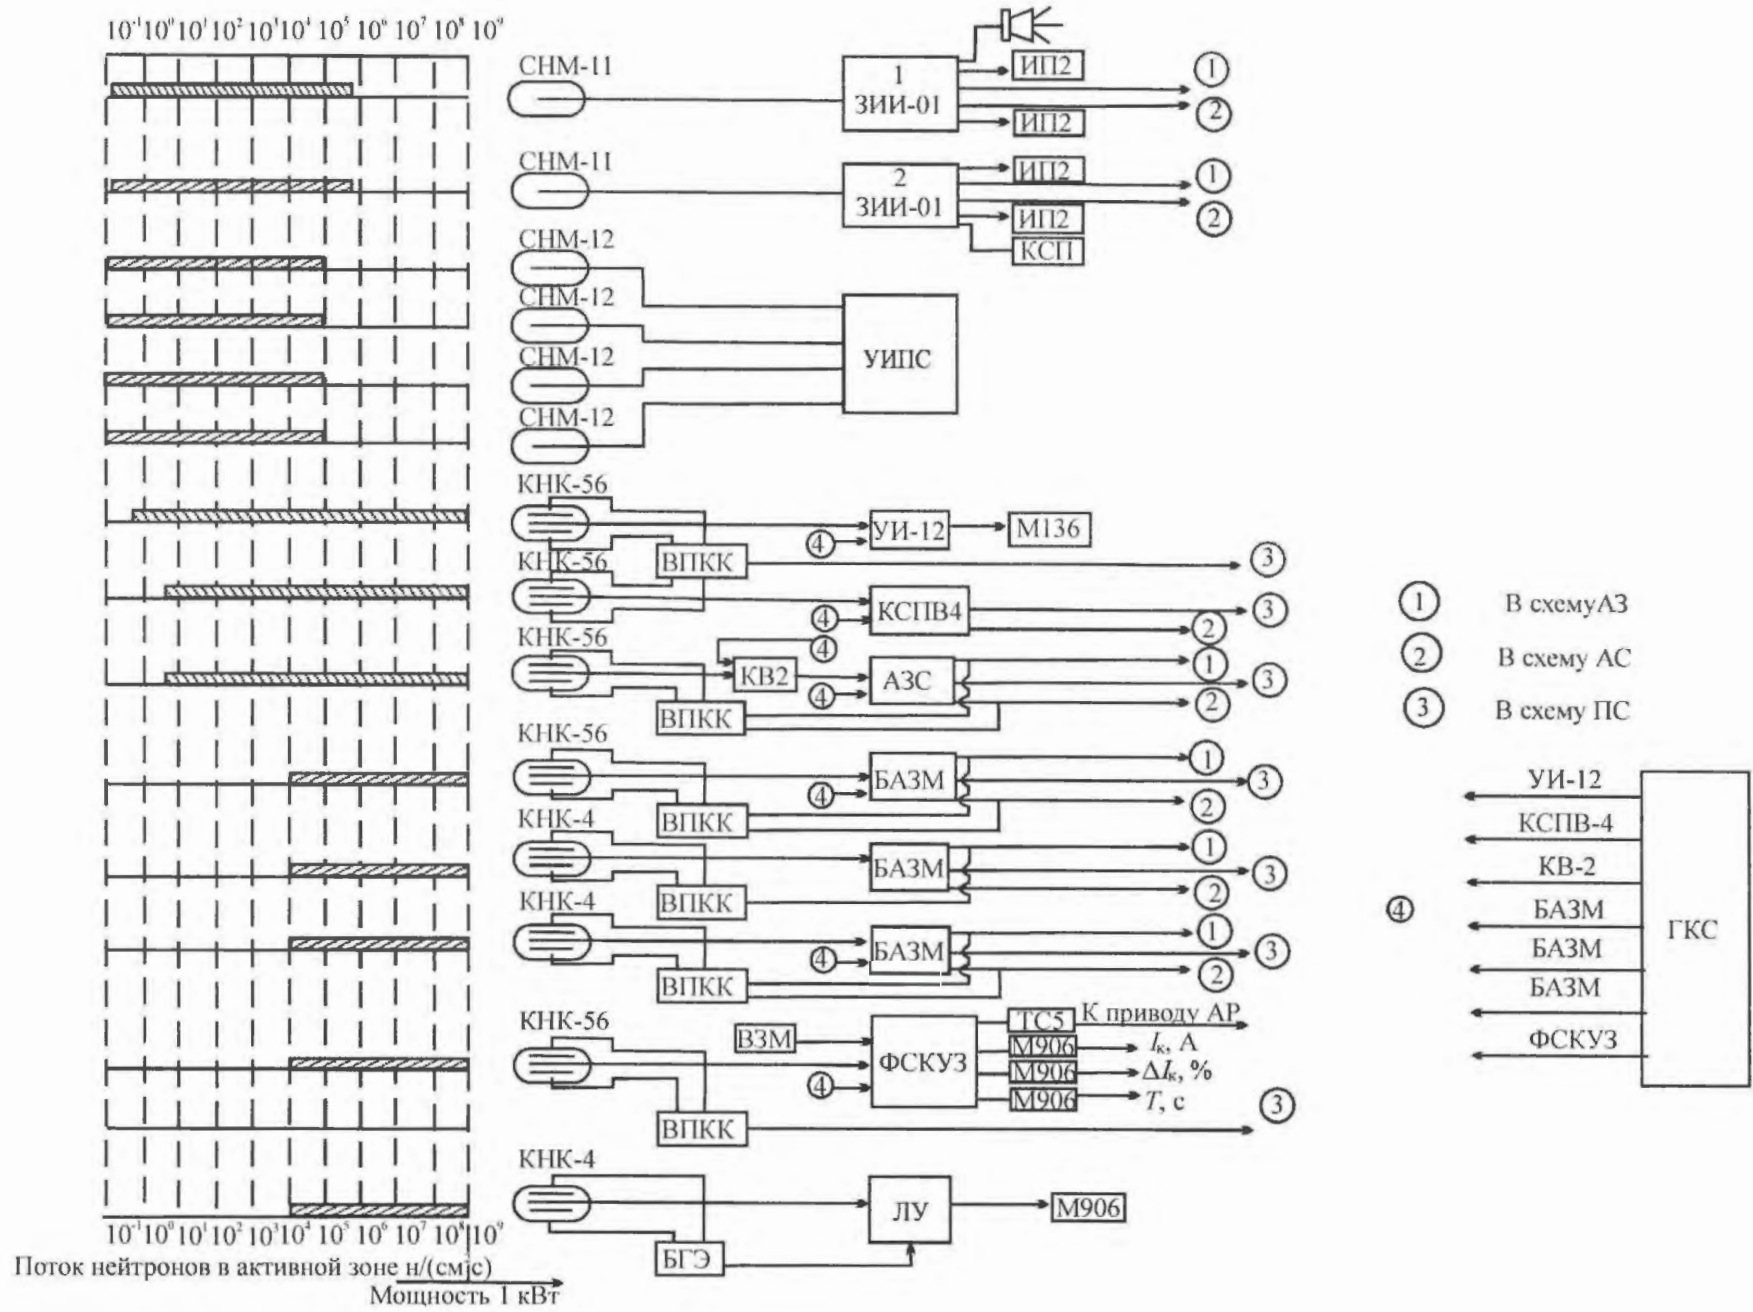 10⁻¹ 10⁰ 10¹ 10² 10³ 10⁴ 10⁵ 10⁶ 10⁷ 10⁸ 10⁹
СНМ-11
1
ЗИИ-01
ИП2
ИП2
1
2
СНМ-11
2
ЗИИ-01
ИП2
ИП2
КСП
1
2
СНМ-12
СНМ-12
СНМ-12
СНМ-12
УИПС
КНК-56
4
УИ-12
М136
ВПКК
3
КНК-56
4
КСПВ4
3
2
КНК-56
4
КВ2
4
АЗС
1
3
2
ВПКК
КНК-56
4
БАЗМ
1
3
2
ВПКК
КНК-4
БАЗМ
1
3
2
ВПКК
КНК-4
4
БАЗМ
1
3
2
ВПКК
КНК-56
ВЗМ
4
ФСКУЗ
ТС5
К приводу АР
М906
Iк, А
М906
ΔIк, %
М906
Т, с
ВПКК
3
КНК-4
ЛУ
М906
БГЭ
1 В схемуАЗ
2 В схему АС
3 В схему ПС
4
УИ-12
КСПВ-4
КВ-2
БАЗМ
БАЗМ
БАЗМ
ФСКУЗ
ГКС
10⁻¹ 10⁰ 10¹ 10² 10³ 10⁴ 10⁵ 10⁶ 10⁷ 10⁸ 10⁹
Поток нейтронов в активной зоне н/(см·с)
Мощность 1 кВт